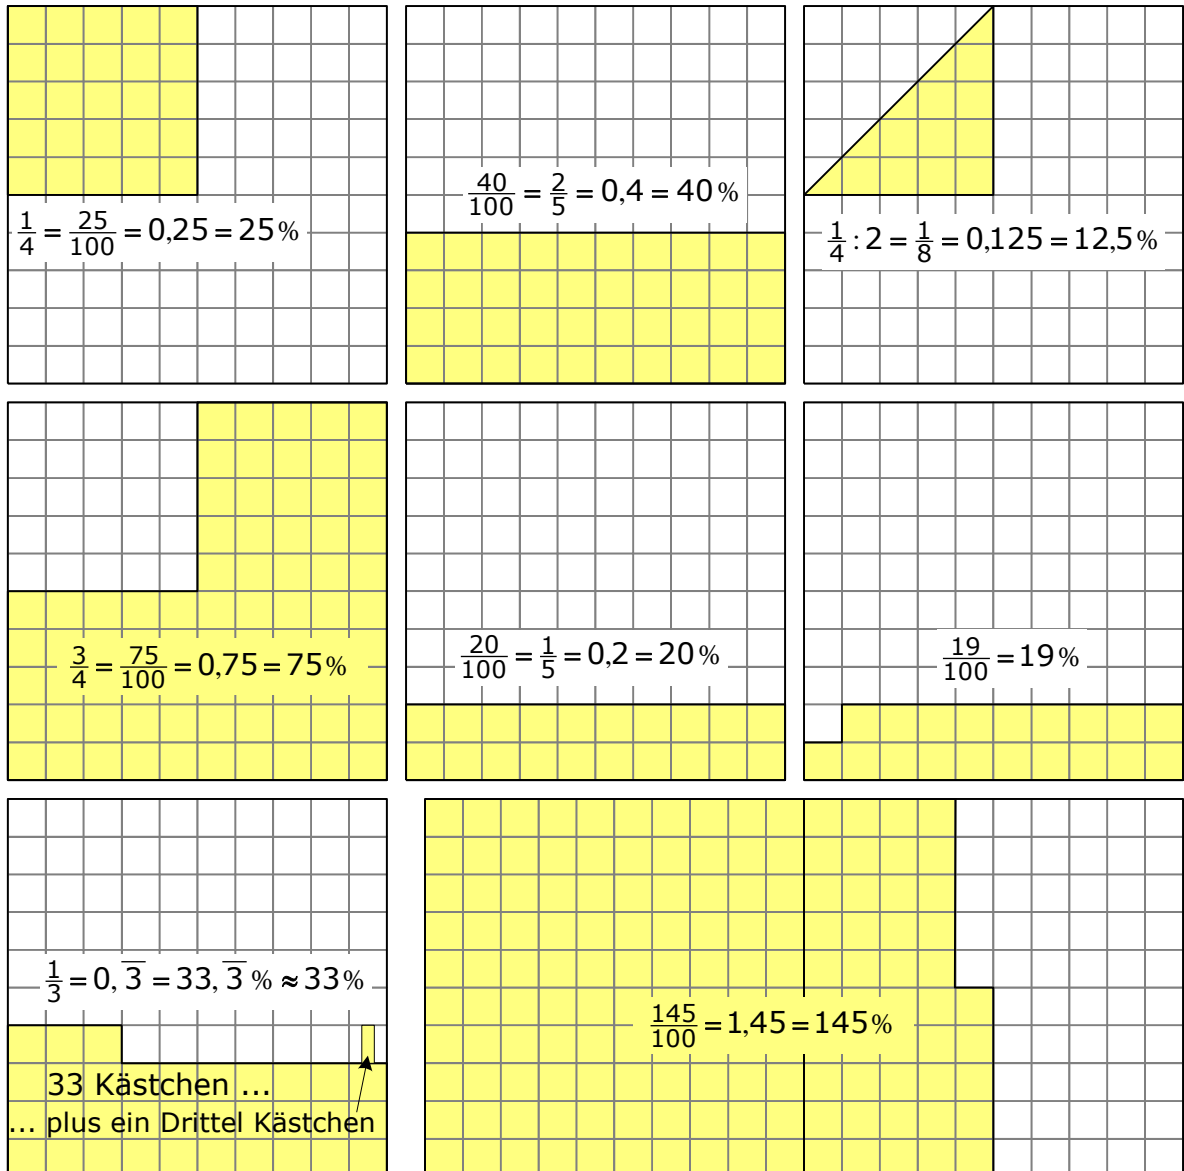 1/4 = 25/100 = 0,25 = 25 %
40/100 = 2/5 = 0,4 = 40 %
1/4 : 2 = 1/8 = 0,125 = 12,5 %
3/4 = 75/100 = 0,75 = 75 %
20/100 = 1/5 = 0,2 = 20 %
19/100 = 19 %
1/3 = 0,3̅ = 33,3̅ % ≈ 33 %
33 Kästchen ...
... plus ein Drittel Kästchen
145/100 = 1,45 = 145 %